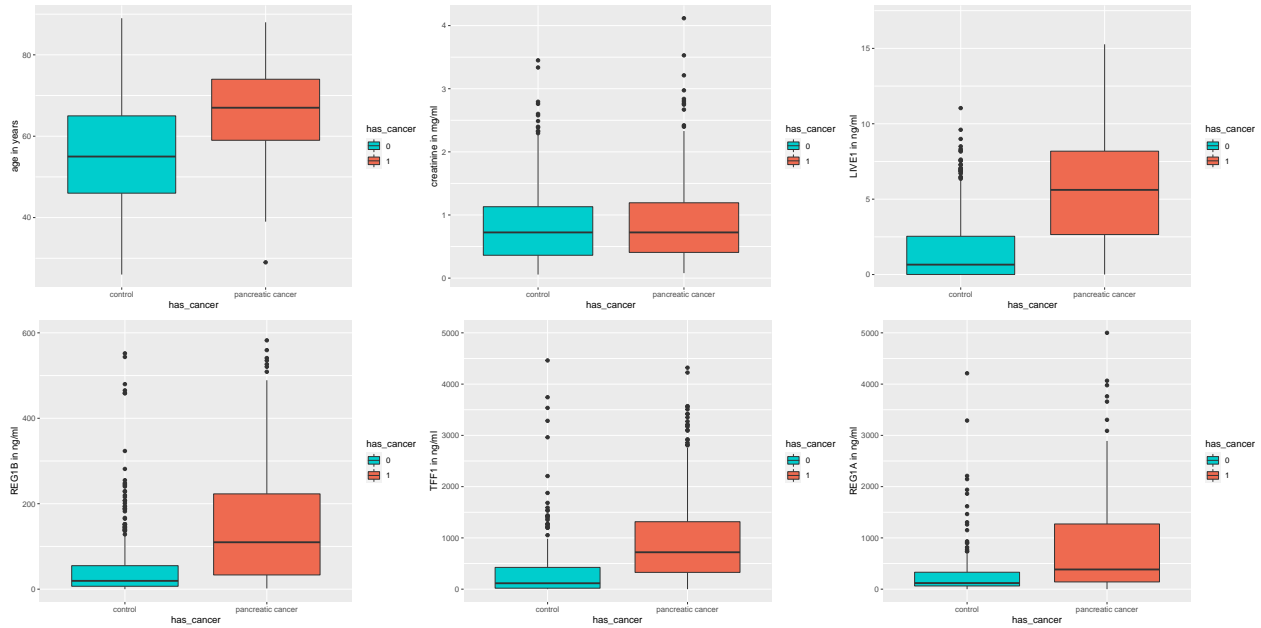 age in years
80
60
40
control
pancreatic cancer
has_cancer
has_cancer
0
1
creatinine in mg/ml
4
3
2
1
0
control
pancreatic cancer
has_cancer
has_cancer
0
1
LIVE1 in ng/ml
15
10
5
0
control
pancreatic cancer
has_cancer
has_cancer
0
1
REG1B in ng/ml
600
400
200
0
control
pancreatic cancer
has_cancer
has_cancer
0
1
TFF1 in ng/ml
5000
4000
3000
2000
1000
0
control
pancreatic cancer
has_cancer
has_cancer
0
1
REG1A in ng/ml
5000
4000
3000
2000
1000
0
control
pancreatic cancer
has_cancer
has_cancer
0
1